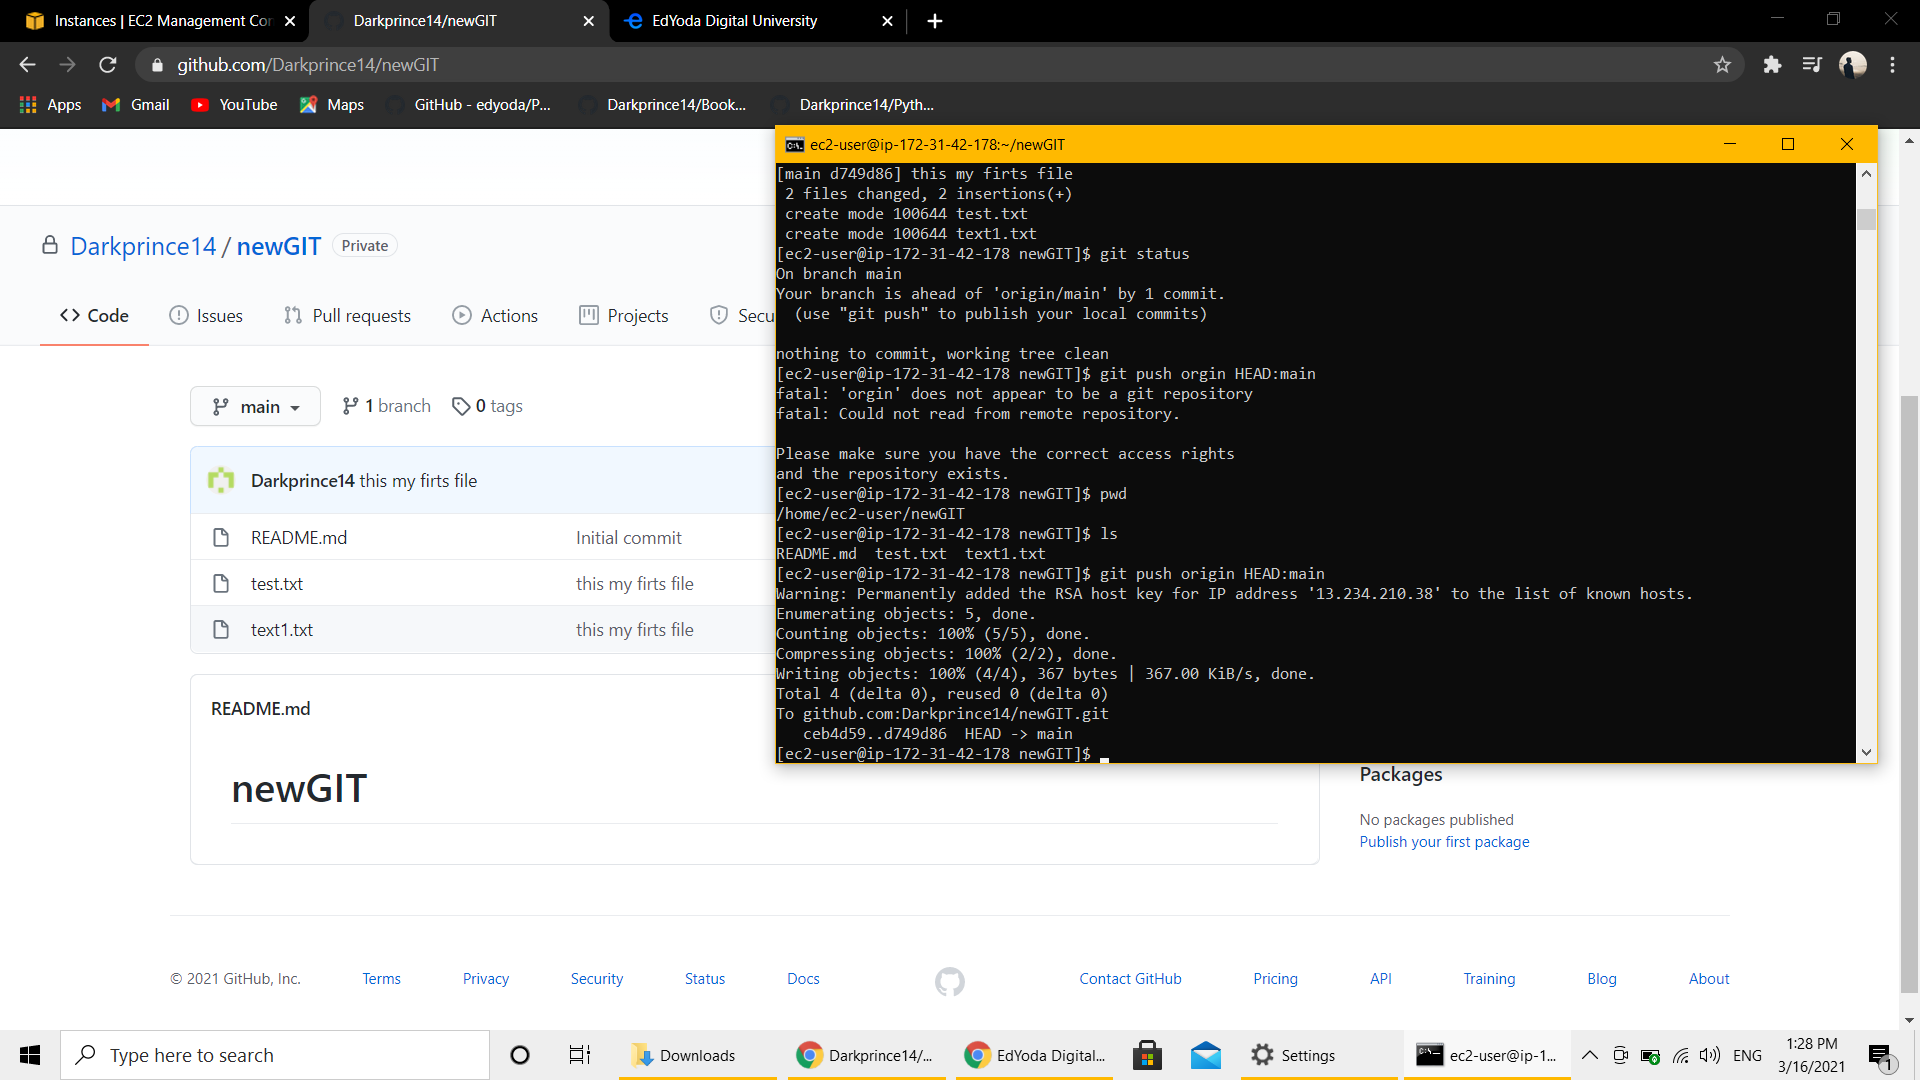 Instances | EC2 Management Con
Darkprince14/newGIT
EdYoda Digital University
github.com/Darkprince14/newGIT
Apps
Gmail
YouTube
Maps
GitHub - edyoda/P...
Darkprince14/Book...
Darkprince14/Pyth...
Darkprince14 / newGIT Private
Code
Issues
Pull requests
Actions
Projects
Secu
main
1 branch
0 tags
Darkprince14 this my firts file
README.md Initial commit
test.txt this my firts file
text1.txt this my firts file
README.md
newGIT
ec2-user@ip-172-31-42-178:~/newGIT
[main d749d86] this my firts file
2 files changed, 2 insertions(+)
create mode 100644 test.txt
create mode 100644 text1.txt
[ec2-user@ip-172-31-42-178 newGIT]$ git status
On branch main
Your branch is ahead of 'origin/main' by 1 commit.
(use "git push" to publish your local commits)
nothing to commit, working tree clean
[ec2-user@ip-172-31-42-178 newGIT]$ git push orgin HEAD:main
fatal: 'orgin' does not appear to be a git repository
fatal: Could not read from remote repository.
Please make sure you have the correct access rights
and the repository exists.
[ec2-user@ip-172-31-42-178 newGIT]$ pwd
/home/ec2-user/newGIT
[ec2-user@ip-172-31-42-178 newGIT]$ ls
README.md test.txt text1.txt
[ec2-user@ip-172-31-42-178 newGIT]$ git push origin HEAD:main
Warning: Permanently added the RSA host key for IP address '13.234.210.38' to the list of known hosts.
Enumerating objects: 5, done.
Counting objects: 100% (5/5), done.
Compressing objects: 100% (2/2), done.
Writing objects: 100% (4/4), 367 bytes | 367.00 KiB/s, done.
Total 4 (delta 0), reused 0 (delta 0)
To github.com:Darkprince14/newGIT.git
ceb4d59..d749d86 HEAD -> main
[ec2-user@ip-172-31-42-178 newGIT]$
Packages
No packages published
Publish your first package
© 2021 GitHub, Inc.
Terms
Privacy
Security
Status
Docs
Contact GitHub
Pricing
API
Training
Blog
About
Type here to search
Downloads
Darkprince14/...
EdYoda Digital...
Settings
ec2-user@ip-1...
ENG
1:28 PM
3/16/2021
1